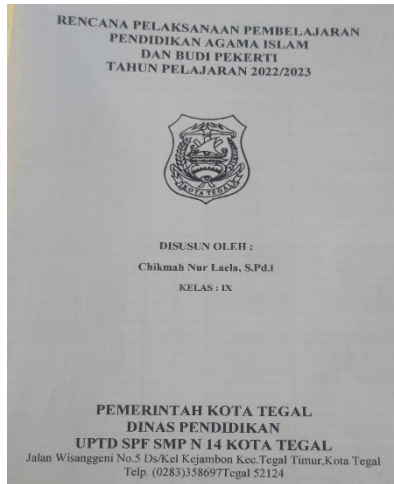 RENCANA PELAKSANAAN PEMBELAJARAN
PENDIDIKAN AGAMA ISLAM
DAN BUDI PEKERTI
TAHUN PELAJARAN 2022/2023
KOTA TEGAL
DISUSUN OLEH :
Chikmah Nur Laela, S.Pd.I
KELAS : IX
PEMERINTAH KOTA TEGAL
DINAS PENDIDIKAN
UPTD SPF SMP N 14 KOTA TEGAL
Jalan Wisanggeni No.5 Ds/Kel Kejambon Kec.Tegal Timur,Kota Tegal
Telp. (0283)358697Tegal 52124